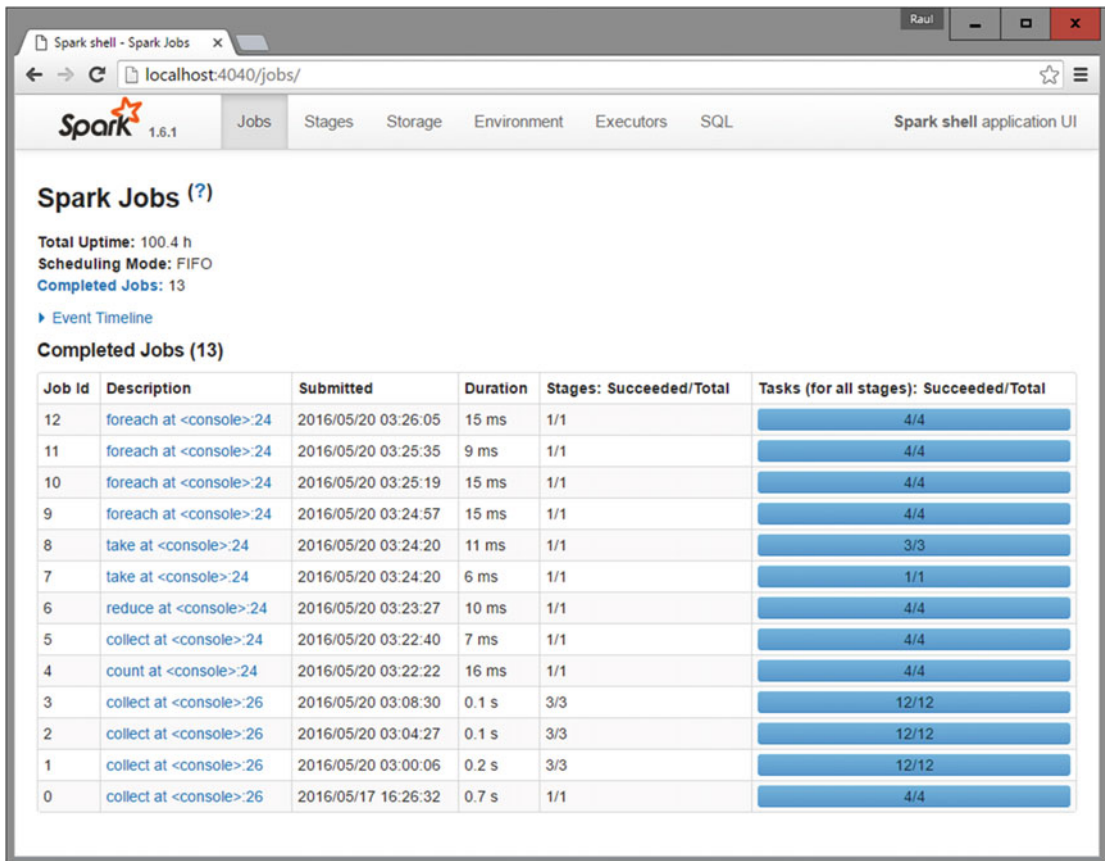 Raul
Spark shell - Spark Jobs
localhost:4040/jobs/
Spark 1.6.1 Jobs Stages Storage Environment Executors SQL Spark shell application UI
Spark Jobs (?)
Total Uptime: 100.4 h
Scheduling Mode: FIFO
Completed Jobs: 13
Event Timeline
Completed Jobs (13)
Job Id Description Submitted Duration Stages: Succeeded/Total Tasks (for all stages): Succeeded/Total
12 foreach at <console>:24 2016/05/20 03:26:05 15 ms 1/1 4/4
11 foreach at <console>:24 2016/05/20 03:25:35 9 ms 1/1 4/4
10 foreach at <console>:24 2016/05/20 03:25:19 15 ms 1/1 4/4
9 foreach at <console>:24 2016/05/20 03:24:57 15 ms 1/1 4/4
8 take at <console>:24 2016/05/20 03:24:20 11 ms 1/1 3/3
7 take at <console>:24 2016/05/20 03:24:20 6 ms 1/1 1/1
6 reduce at <console>:24 2016/05/20 03:23:27 10 ms 1/1 4/4
5 collect at <console>:24 2016/05/20 03:22:40 7 ms 1/1 4/4
4 count at <console>:24 2016/05/20 03:22:22 16 ms 1/1 4/4
3 collect at <console>:26 2016/05/20 03:08:30 0.1 s 3/3 12/12
2 collect at <console>:26 2016/05/20 03:04:27 0.1 s 3/3 12/12
1 collect at <console>:26 2016/05/20 03:00:06 0.2 s 3/3 12/12
0 collect at <console>:26 2016/05/17 16:26:32 0.7 s 1/1 4/4